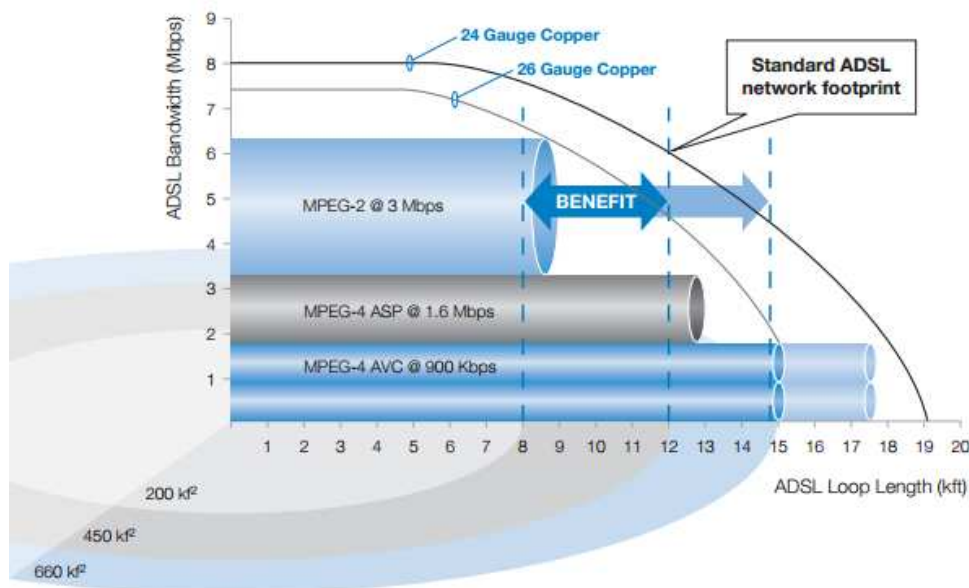 9
8
7
6
5
4
3
2
1
ADSL Bandwidth (Mbps)
24 Gauge Copper
26 Gauge Copper
Standard ADSL
network footprint
MPEG-2 @ 3 Mbps
BENEFIT
MPEG-4 ASP @ 1.6 Mbps
MPEG-4 AVC @ 900 Kbps
1 2 3 4 5 6 7 8 9 10 11 12 13 14 15 16 17 18 19 20
ADSL Loop Length (kft)
200 kf²
450 kf²
660 kf²